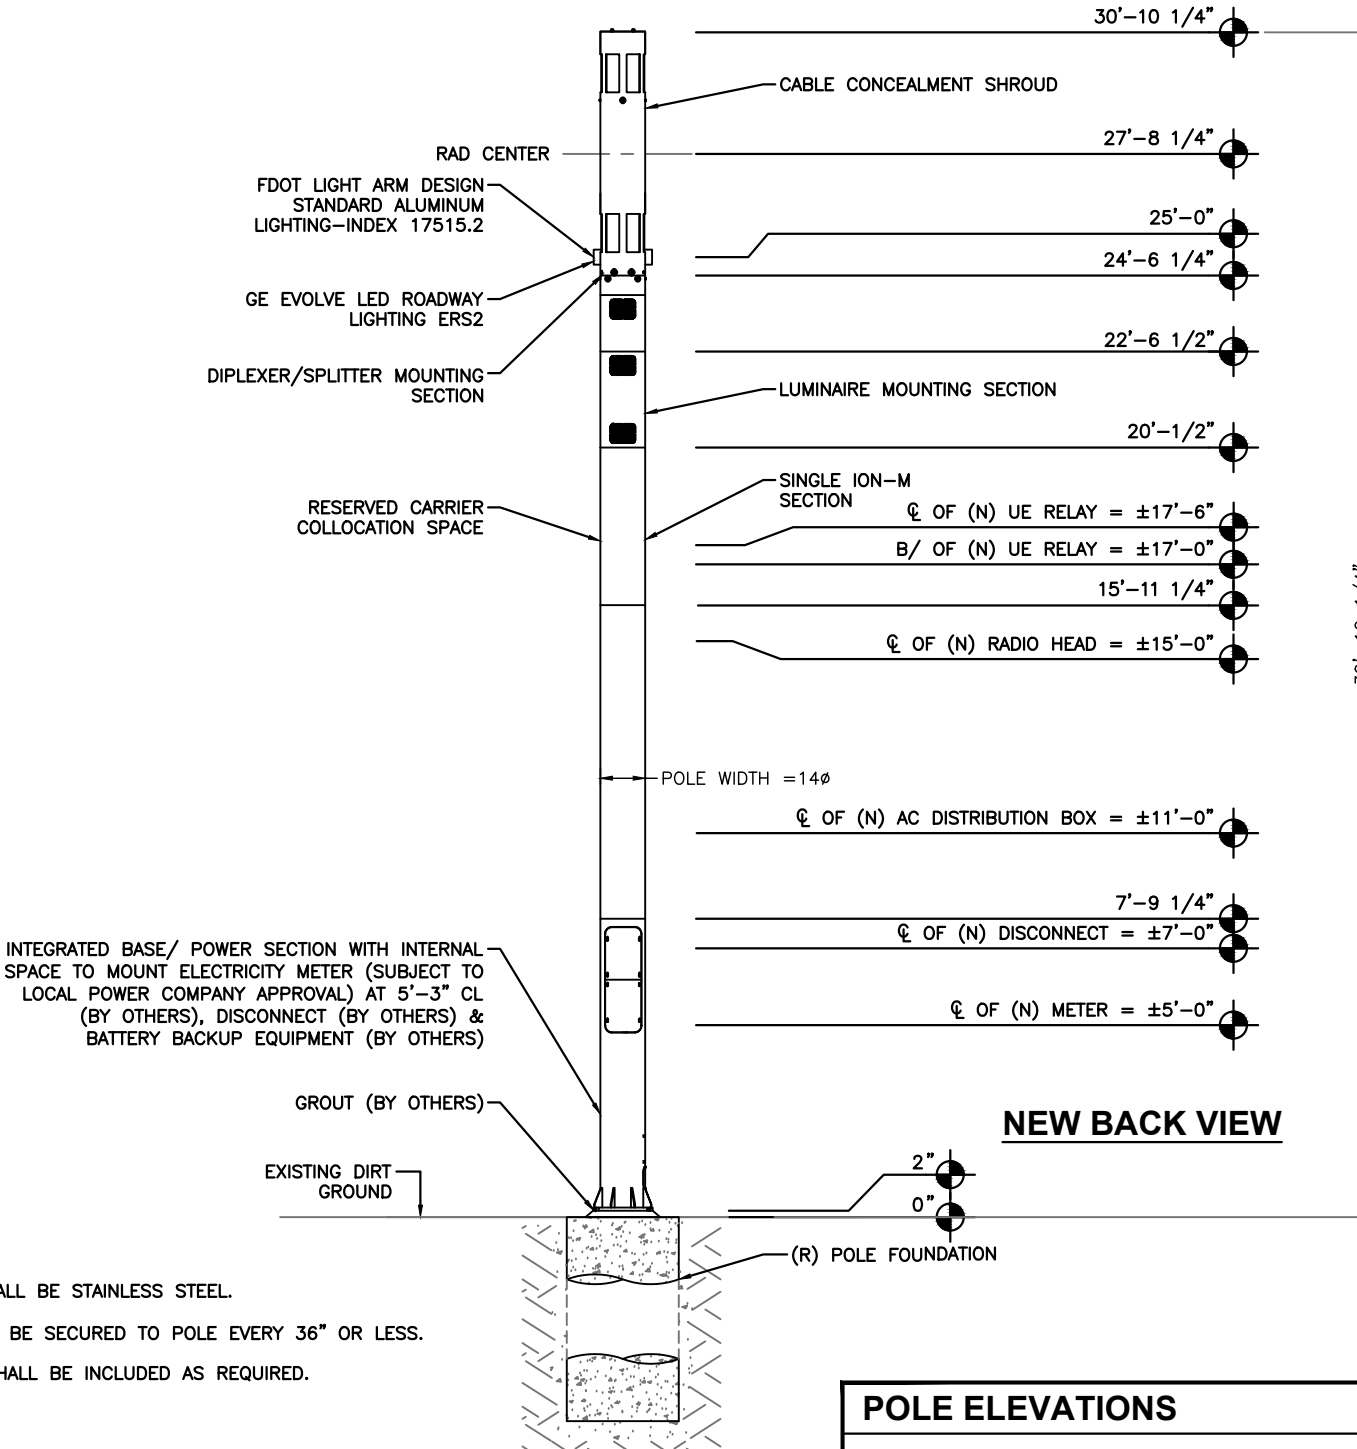 30'-10 1/4"
CABLE CONCEALMENT SHROUD
27'-8 1/4"
RAD CENTER
FDOT LIGHT ARM DESIGN
STANDARD ALUMINUM
LIGHTING-INDEX 17515.2
25'-0"
24'-6 1/4"
GE EVOLVE LED ROADWAY
LIGHTING ERS2
22'-6 1/2"
DIPLEXER/SPLITTER MOUNTING
SECTION
LUMINAIRE MOUNTING SECTION
20'-1/2"
SINGLE ION-M
SECTION
RESERVED CARRIER
COLLOCATION SPACE
℄ OF (N) UE RELAY = ±17'-6"
B/ OF (N) UE RELAY = ±17'-0"
15'-11 1/4"
℄ OF (N) RADIO HEAD = ±15'-0"
POLE WIDTH =14ø
℄ OF (N) AC DISTRIBUTION BOX = ±11'-0"
7'-9 1/4"
℄ OF (N) DISCONNECT = ±7'-0"
INTEGRATED BASE/ POWER SECTION WITH INTERNAL
SPACE TO MOUNT ELECTRICITY METER (SUBJECT TO
LOCAL POWER COMPANY APPROVAL) AT 5'-3" CL
(BY OTHERS), DISCONNECT (BY OTHERS) &
BATTERY BACKUP EQUIPMENT (BY OTHERS)
℄ OF (N) METER = ±5'-0"
GROUT (BY OTHERS)
NEW BACK VIEW
EXISTING DIRT
GROUND
2"
0"
(R) POLE FOUNDATION
ALL BE STAINLESS STEEL.
BE SECURED TO POLE EVERY 36" OR LESS.
HALL BE INCLUDED AS REQUIRED.
POLE ELEVATIONS